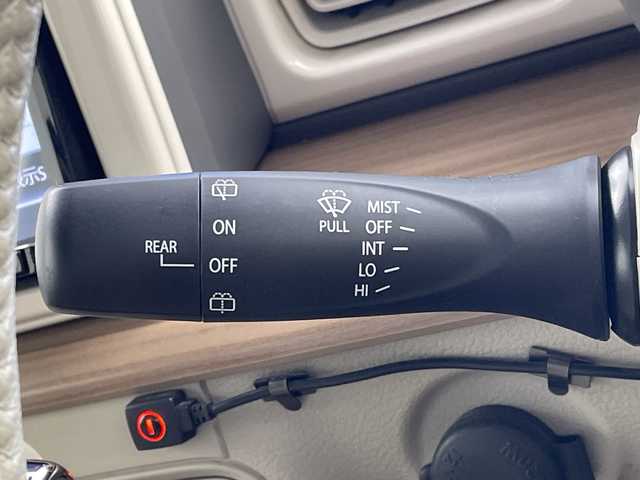 REAR
ON
OFF
PULL
MIST
OFF
INT
LO
HI